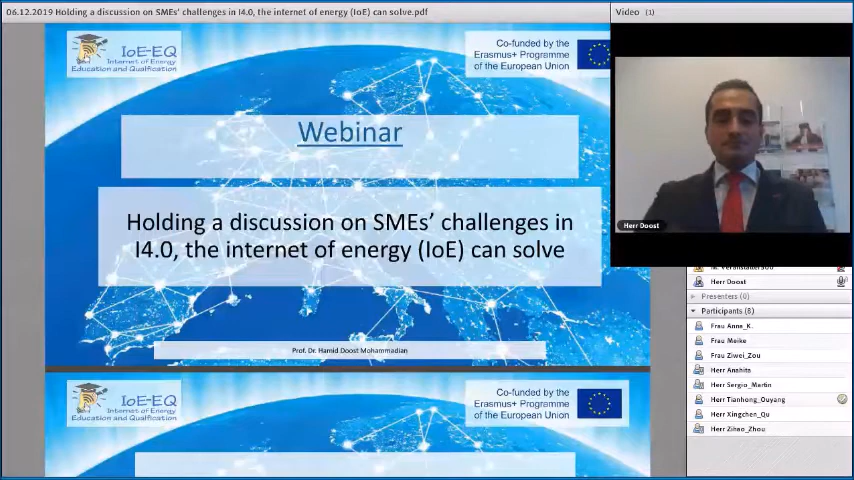 06.12.2019 Holding a discussion on SMEs' challenges in I4.0, the internet of energy (IoE) can solve.pdf
Video (1)
IoE-EQ
Internet of Energy
Education and Qualification
Co-funded by the
Erasmus+ Programme
of the European Union
Webinar
Holding a discussion on SMEs' challenges in
I4.0, the internet of energy (IoE) can solve
Prof. Dr. Hamid Doost Mohammadian
Herr Doost
Herr Doost
Presenters (0)
Participants (8)
Frau Anna_K.
Frau Meike
Frau Ziwei_Zou
Herr Anahita
Herr Sergio_Martin
Herr Tianhong_Ouyang
Herr Xingchen_Qu
Herr Zihao_Zhou
IoE-EQ
Internet of Energy
Education and Qualification
Co-funded by the
Erasmus+ Programme
of the European Union